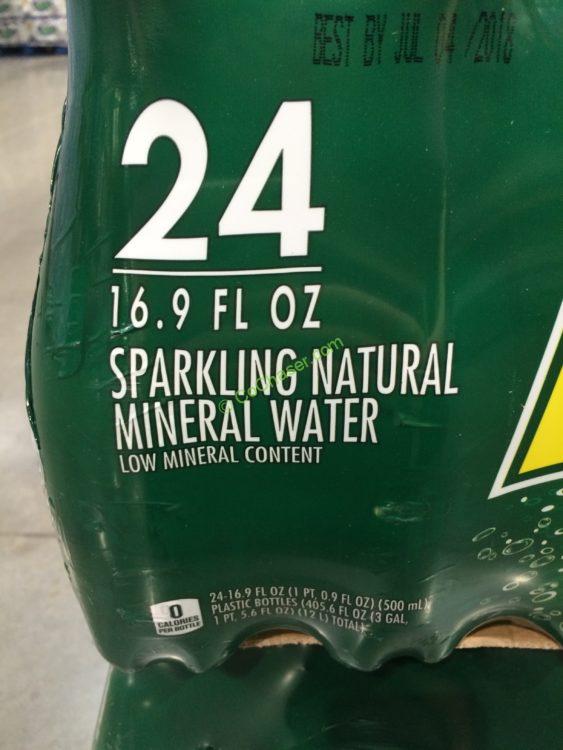 BEST BY JUL 04 /2018
24
16.9 FL OZ
SPARKLING NATURAL
MINERAL WATER
LOW MINERAL CONTENT
© CoChaser.com
0
CALORIES
PER BOTTLE
24-16.9 FL OZ (1 PT, 0.9 FL OZ) (500 mL)
PLASTIC BOTTLES (405.6 FL OZ (3 GAL,
1 PT, 5.6 FL OZ) (12 L) TOTAL)